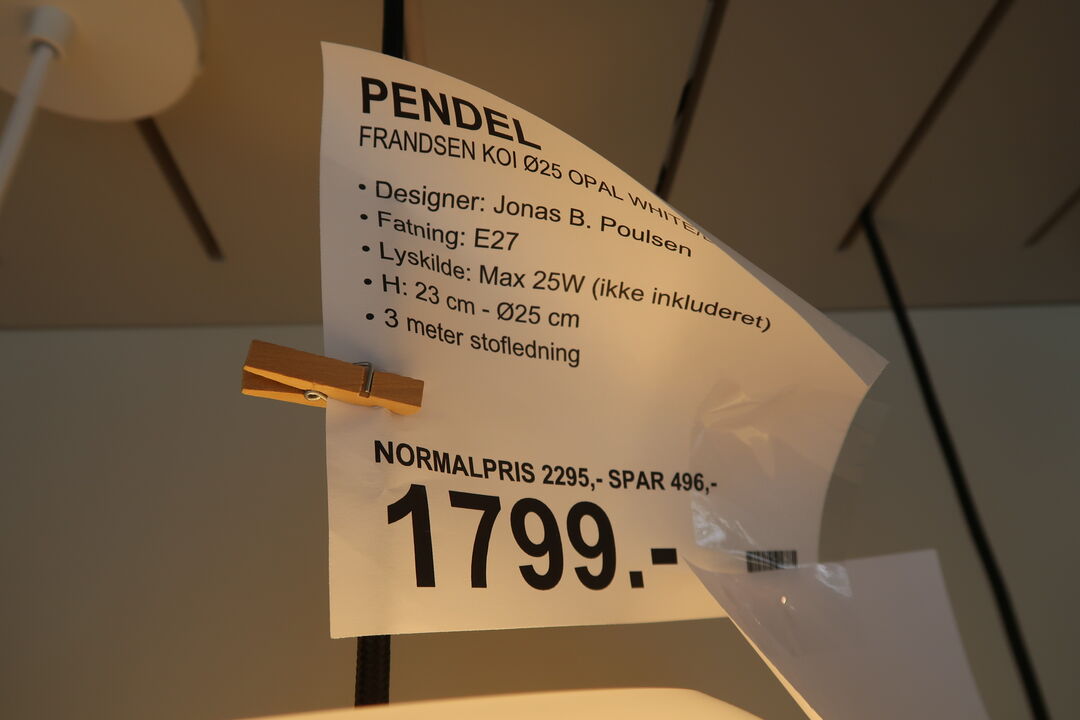 PENDEL
FRANDSEN KOI Ø25 OPAL WHITE/
• Designer: Jonas B. Poulsen
• Fatning: E27
• Lyskilde: Max 25W (ikke inkluderet)
• H: 23 cm - Ø25 cm
• 3 meter stofledning
NORMALPRIS 2295,- SPAR 496,-
1799.-